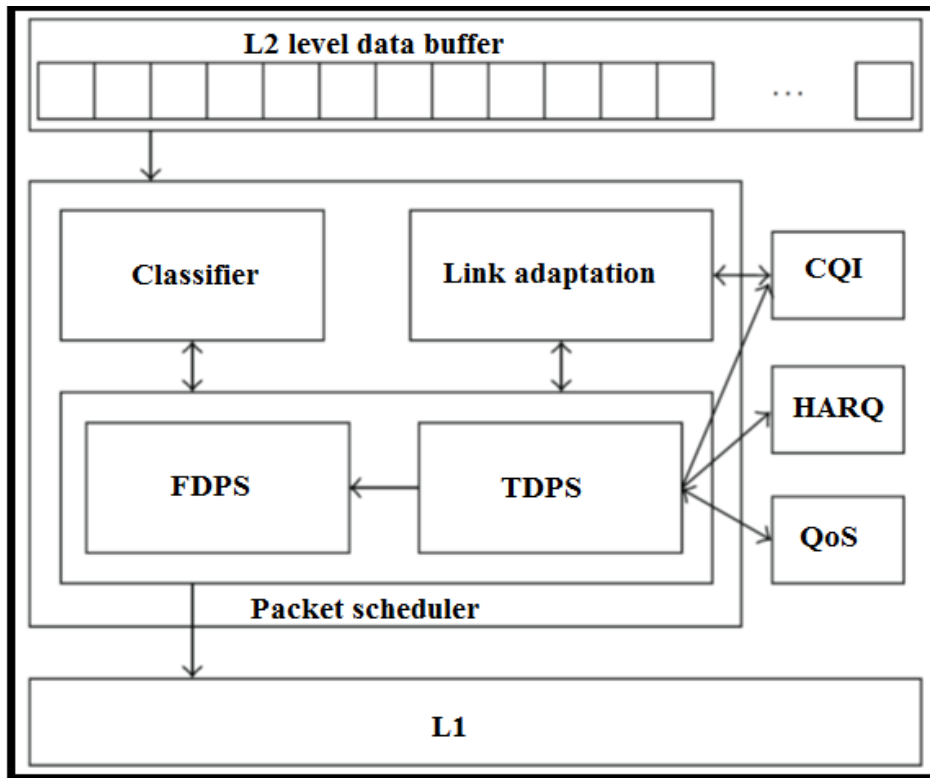 L2 level data buffer
...
Classifier
Link adaptation
CQI
HARQ
FDPS
TDPS
QoS
Packet scheduler
L1